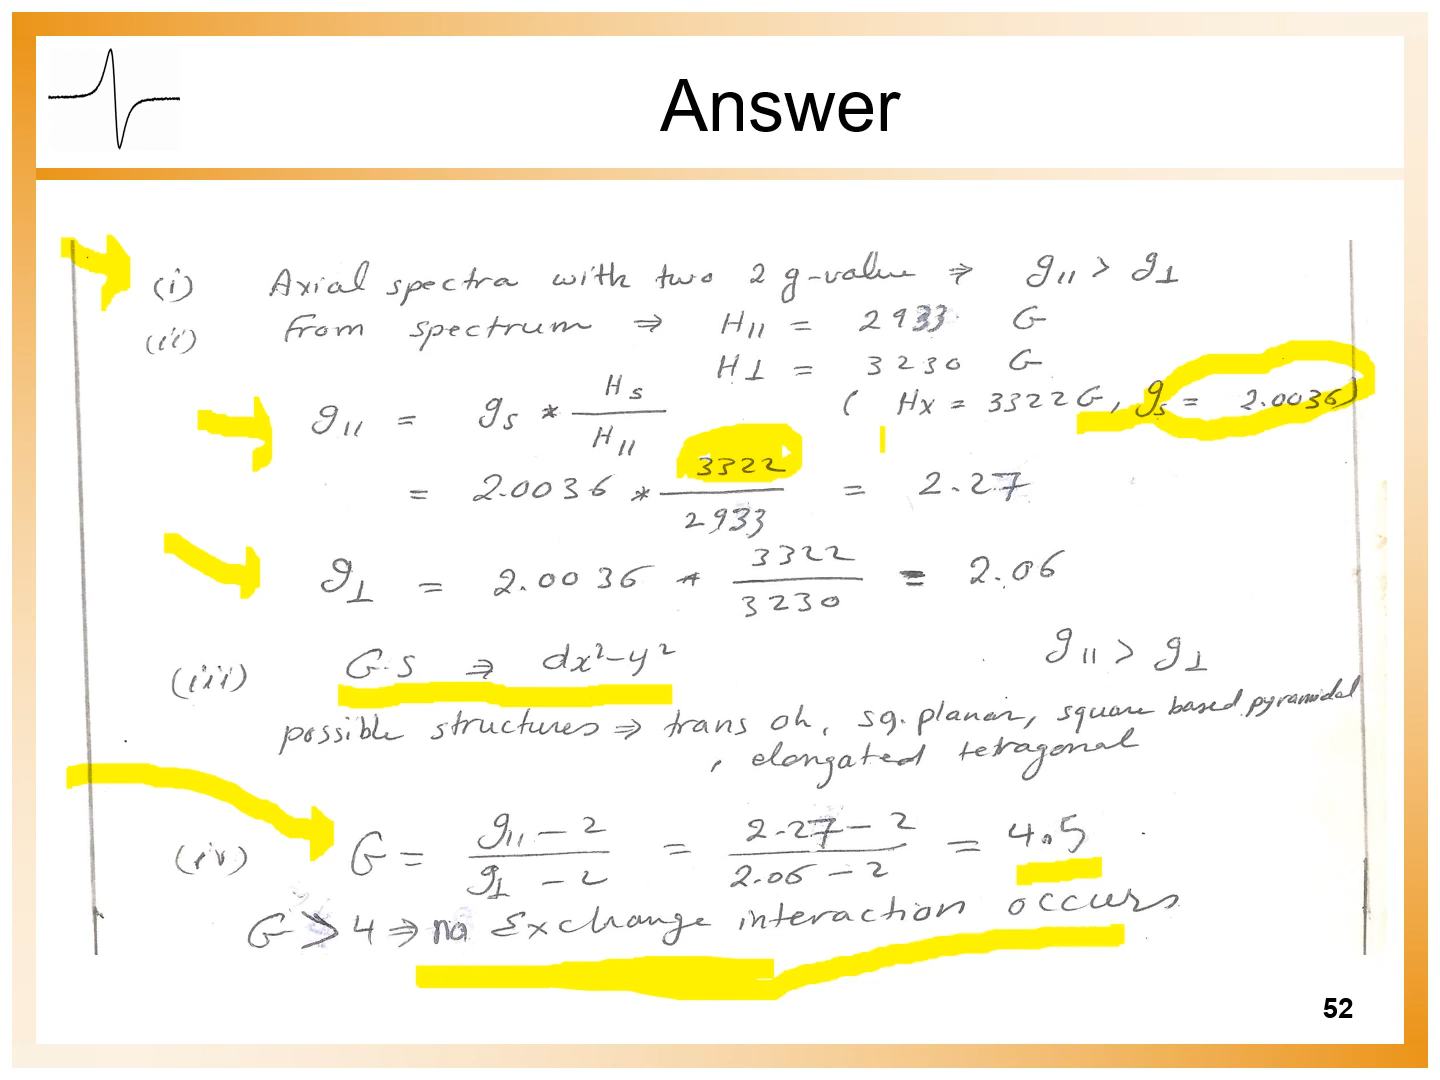 Answer
(i) Axial spectra with two 2 g-value ⇒ g|| > g⊥
(ii) From spectrum ⇒ H|| = 2933 G
H⊥ = 3230 G
( Hx = 3322G, gs = 2.0036)
g|| = gs * Hs / H||
= 2.0036 * 3322 / 2933 = 2.27
g⊥ = 2.0036 * 3322 / 3230 = 2.06
(iii) G.S ⇒ dx²-y² g|| > g⊥
possible structures ⇒ trans oh, sq. planar, square based pyramidal
, elongated tetragonal
(iv) G = g|| - 2 / g⊥ - 2 = 2.27 - 2 / 2.06 - 2 = 4.5
G > 4 ⇒ no Exchange interaction occurs
52